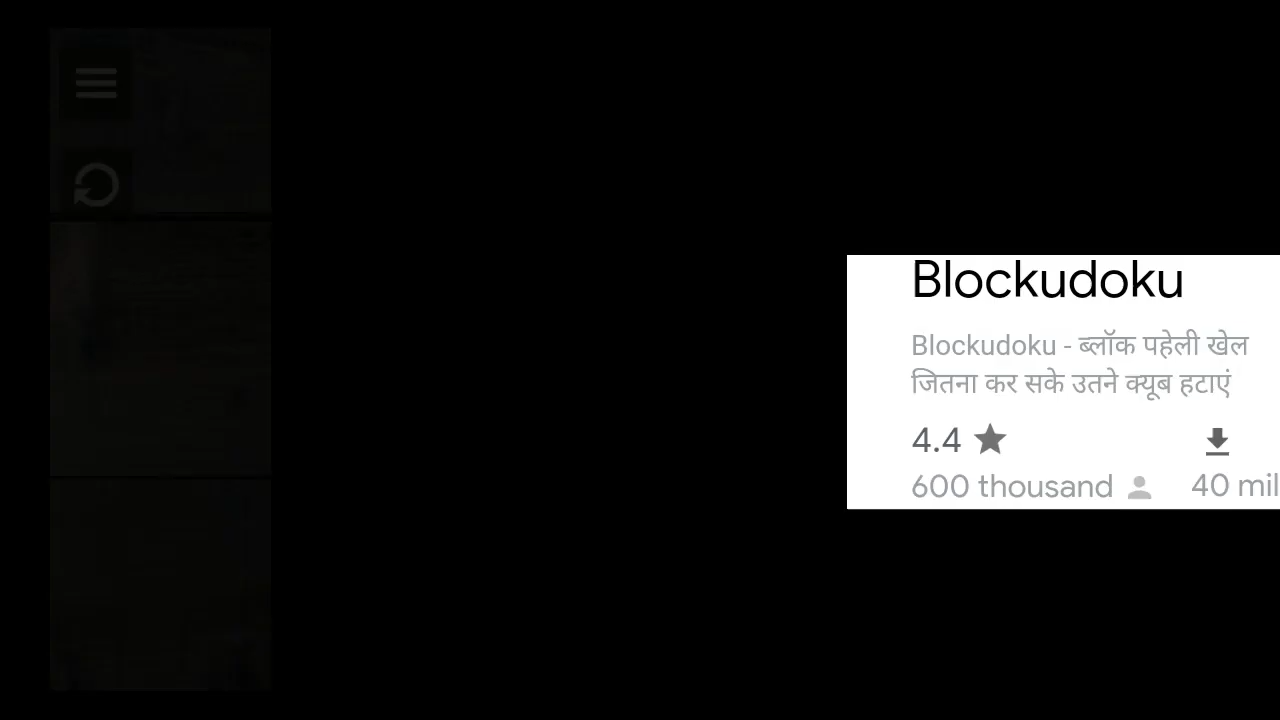 Blockudoku
Blockudoku - ब्लॉक पहेली खेल
जितना कर सके उतने क्यूब हटाएं
4.4
600 thousand
40 mil